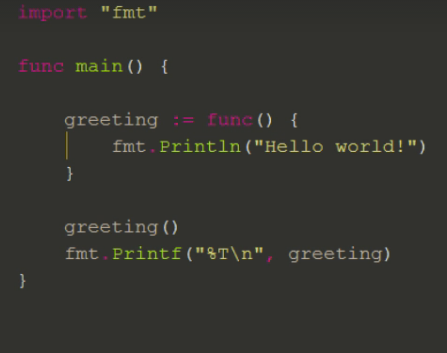 import "fmt"
func main() {
greeting := func() {
fmt.Println("Hello world!")
}
greeting()
fmt.Printf("%T\n", greeting)
}